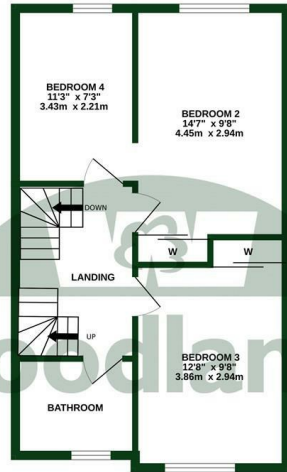 BEDROOM 4
11'3" x 7'3"
3.43m x 2.21m
BEDROOM 2
14'7" x 9'8"
4.45m x 2.94m
DOWN
W
W
LANDING
UP
BEDROOM 3
12'8" x 9'8"
3.86m x 2.94m
BATHROOM
oodlan